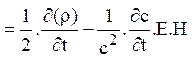 = 1/2 . ∂(ρ)/∂t − 1/c² . ∂c/∂t . E.H